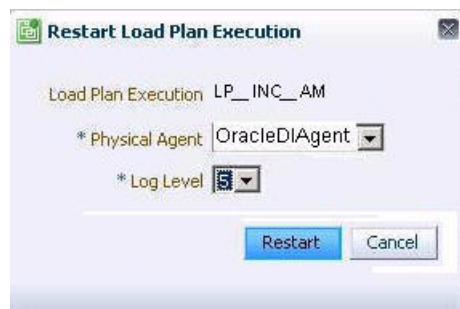 Restart Load Plan Execution
Load Plan Execution LP__INC__AM
* Physical Agent OracleDIAgent
* Log Level 5
Restart Cancel